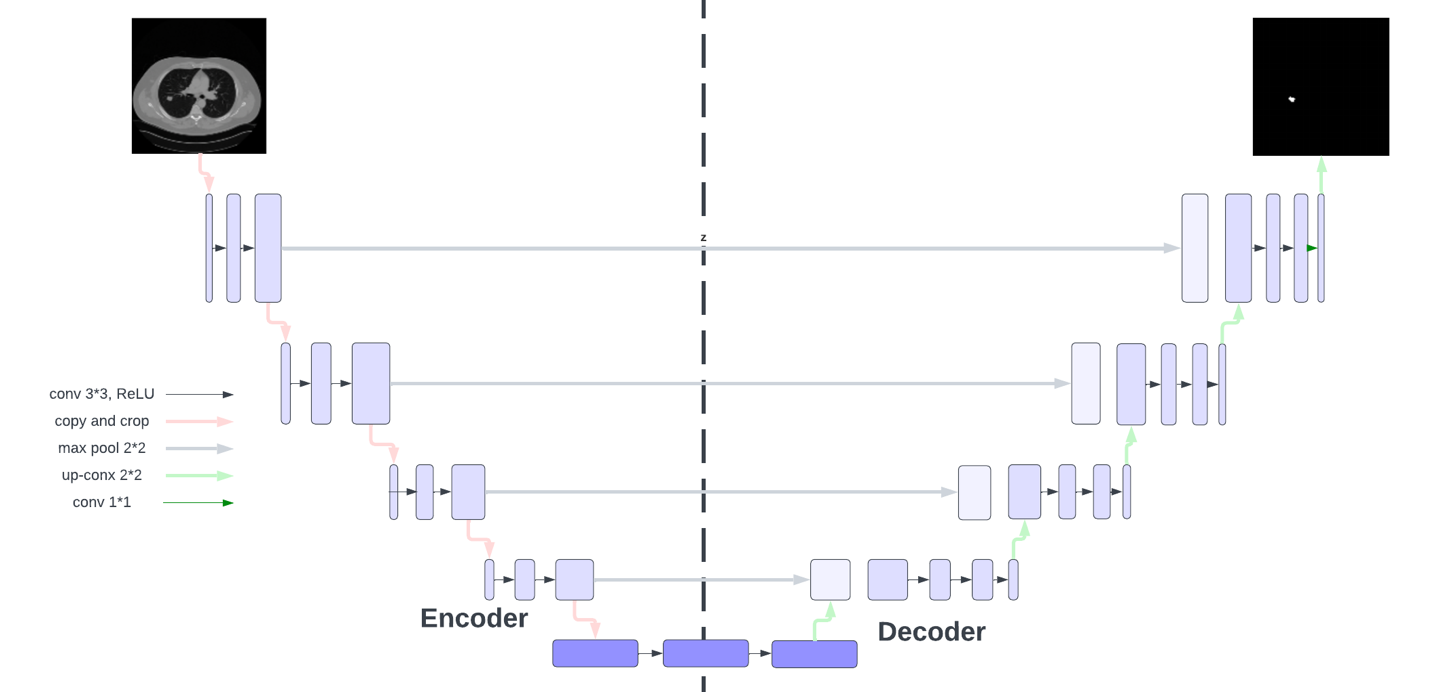 z
conv 3*3, ReLU
copy and crop
max pool 2*2
up-conx 2*2
conv 1*1
Encoder
Decoder